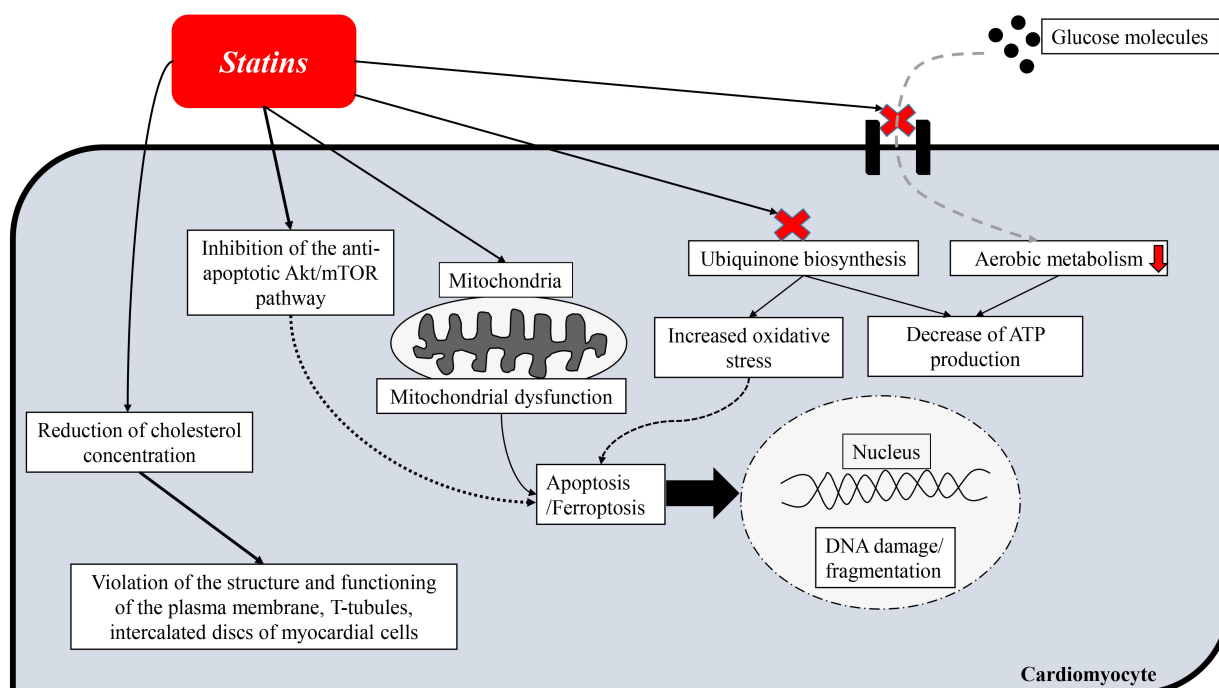 Statins
Glucose molecules
Inhibition of the anti-
apoptotic Akt/mTOR
pathway
Mitochondria
Ubiquinone biosynthesis
Aerobic metabolism
Increased oxidative
stress
Decrease of ATP
production
Mitochondrial dysfunction
Reduction of cholesterol
concentration
Apoptosis
/Ferroptosis
Nucleus
DNA damage/
fragmentation
Violation of the structure and functioning
of the plasma membrane, T-tubules,
intercalated discs of myocardial cells
Cardiomyocyte